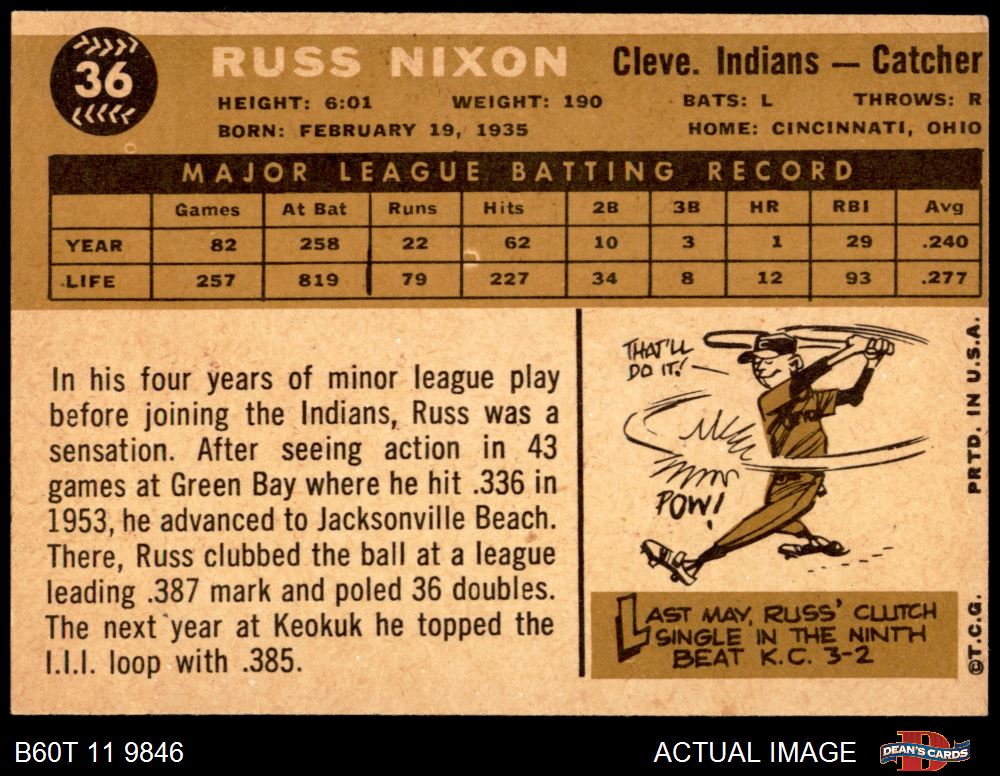 36
RUSS NIXON Cleve. Indians — Catcher
HEIGHT: 6:01 WEIGHT: 190 BATS: L THROWS: R
BORN: FEBRUARY 19, 1935 HOME: CINCINNATI, OHIO
MAJOR LEAGUE BATTING RECORD
Games At Bat Runs Hits 2B 3B HR RBI Avg
YEAR 82 258 22 62 10 3 1 29 .240
LIFE 257 819 79 227 34 8 12 93 .277
In his four years of minor league play
before joining the Indians, Russ was a
sensation. After seeing action in 43
games at Green Bay where he hit .336 in
1953, he advanced to Jacksonville Beach.
There, Russ clubbed the ball at a league
leading .387 mark and poled 36 doubles.
The next year at Keokuk he topped the
I.I.I. loop with .385.
THAT'LL
DO IT!
POW!
LAST MAY, RUSS' CLUTCH
SINGLE IN THE NINTH
BEAT K.C. 3-2
©T.C.G. PRTD. IN U.S.A.
B60T 11 9846 ACTUAL IMAGE
D
DEAN'S CARDS